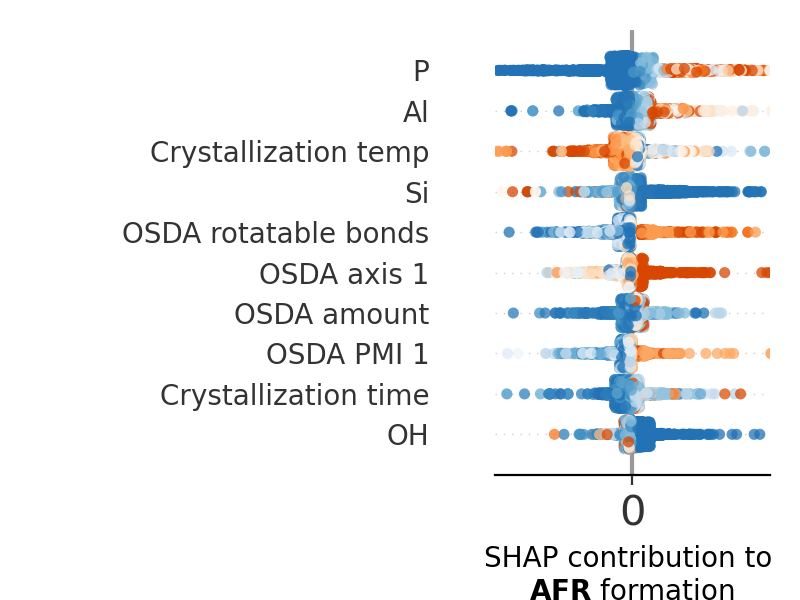 P
Al
Crystallization temp
Si
OSDA rotatable bonds
OSDA axis 1
OSDA amount
OSDA PMI 1
Crystallization time
OH
0
SHAP contribution to
AFR formation